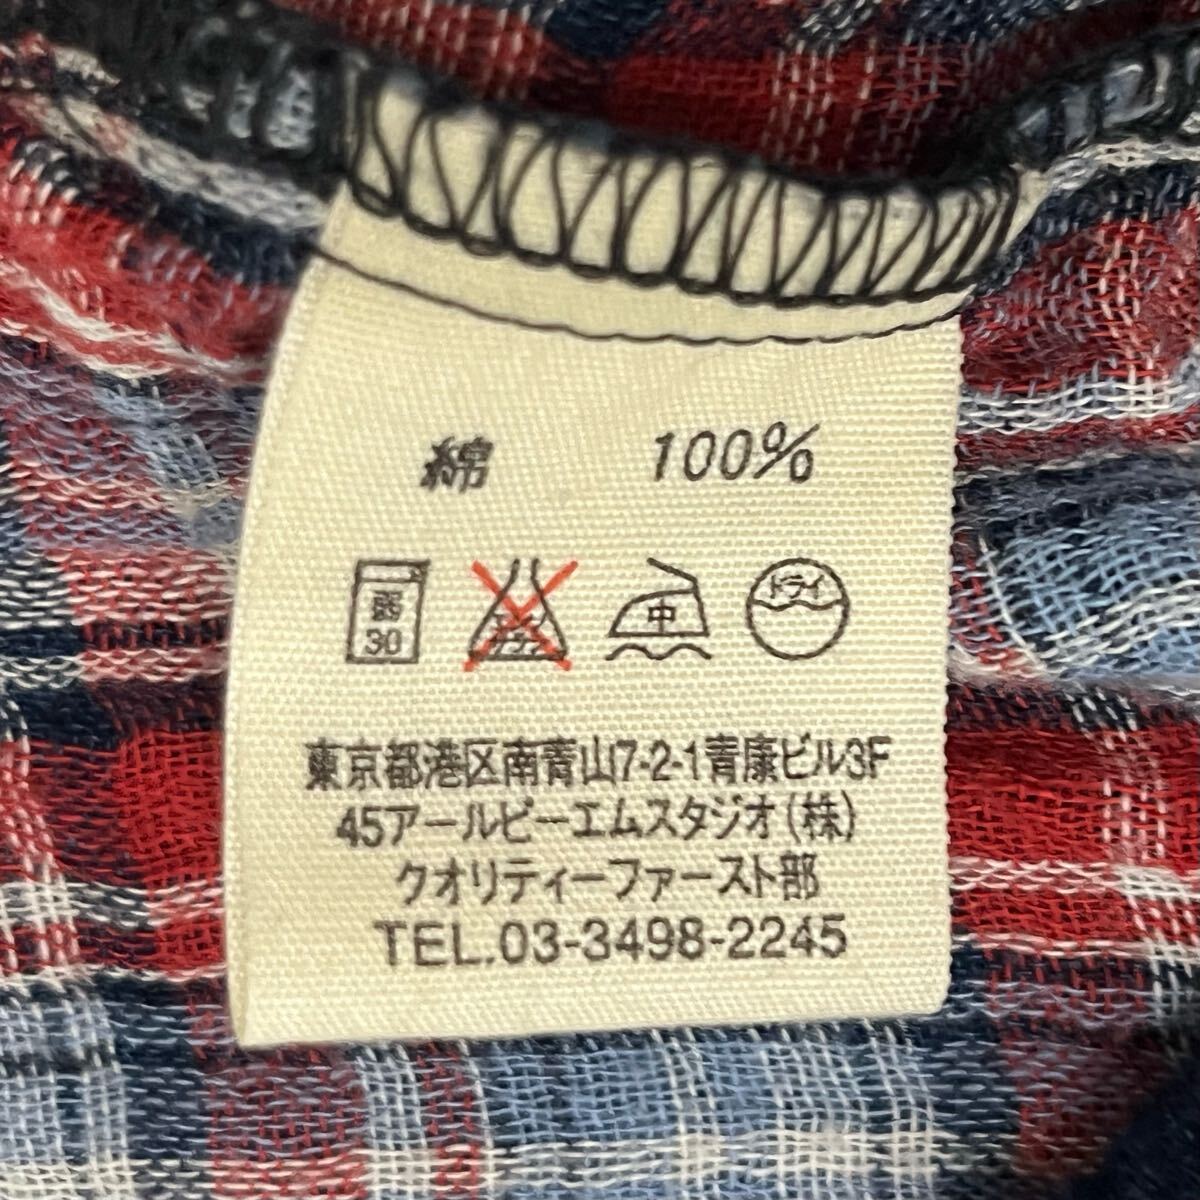 綿 100%
弱 中 ドライ
30
東京都港区南青山7-2-1青康ビル3F
45アールピーエムスタジオ(株)
クオリティーファースト部
TEL.03-3498-2245